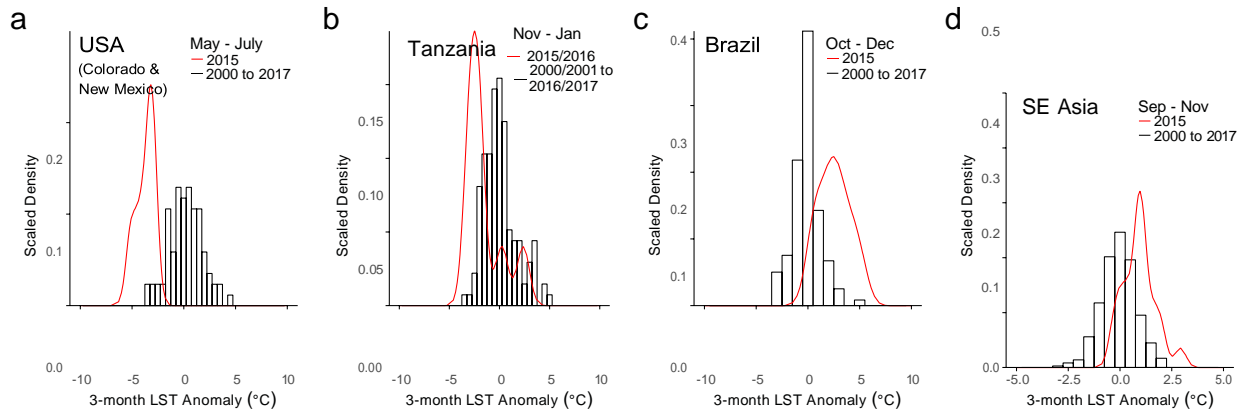 a
USA
(Colorado &
New Mexico)
May - July
2015
2000 to 2017
Scaled Density
0.2
0.1
0.0
-10
-5
0
5
10
3-month LST Anomaly (°C)
b
Tanzania
Nov - Jan
2015/2016
2000/2001 to
2016/2017
Scaled Density
0.15
0.15
0.05
0.00
-10
-5
0
5
10
3-month LST Anomaly (°C)
c
Brazil
Oct - Dec
2015
2000 to 2017
Scaled Density
0.4
0.3
0.2
0.1
0.0
-10
-5
0
5
10
3-month LST Anomaly (°C)
d
SE Asia
Sep - Nov
2015
2000 to 2017
Scaled Density
0.5
0.4
0.3
0.2
0.1
0.0
-5.0
-2.5
0.0
2.5
5.0
3-month LST Anomaly (°C)